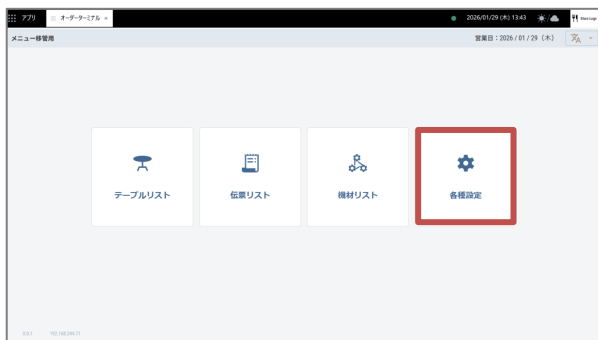 アプリ
オーダーターミナル ×
2026/01/29 (木) 13:43
メニュー移管用
営業日：2026 / 01 / 29 （木）
テーブルリスト
伝票リスト
機材リスト
各種設定